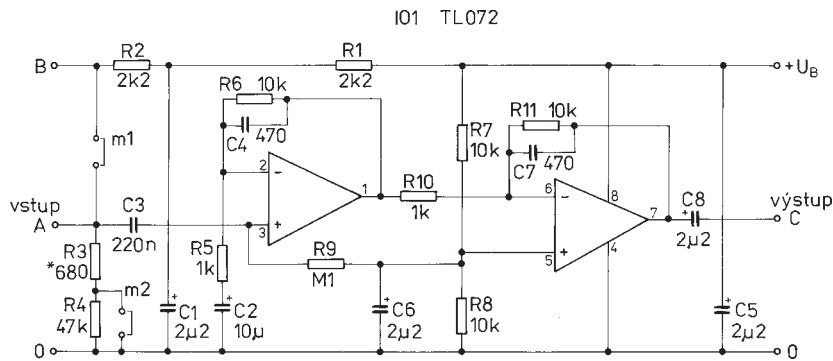 IO1 TL072
B
R2
2k2
R1
2k2
+UB
R6
10k
C4
470
R11
10k
C7
470
R7
10k
m1
2
−
1
+
3
R10
1k
6
−
8
7
+
5
4
C8
+
2µ2
vstup
A
C3
220n
výstup
C
R3
*680
R5
1k
R9
M1
m2
R4
47k
+
C1
2µ2
+
C2
10µ
+
C6
2µ2
R8
10k
+
C5
2µ2
0
0